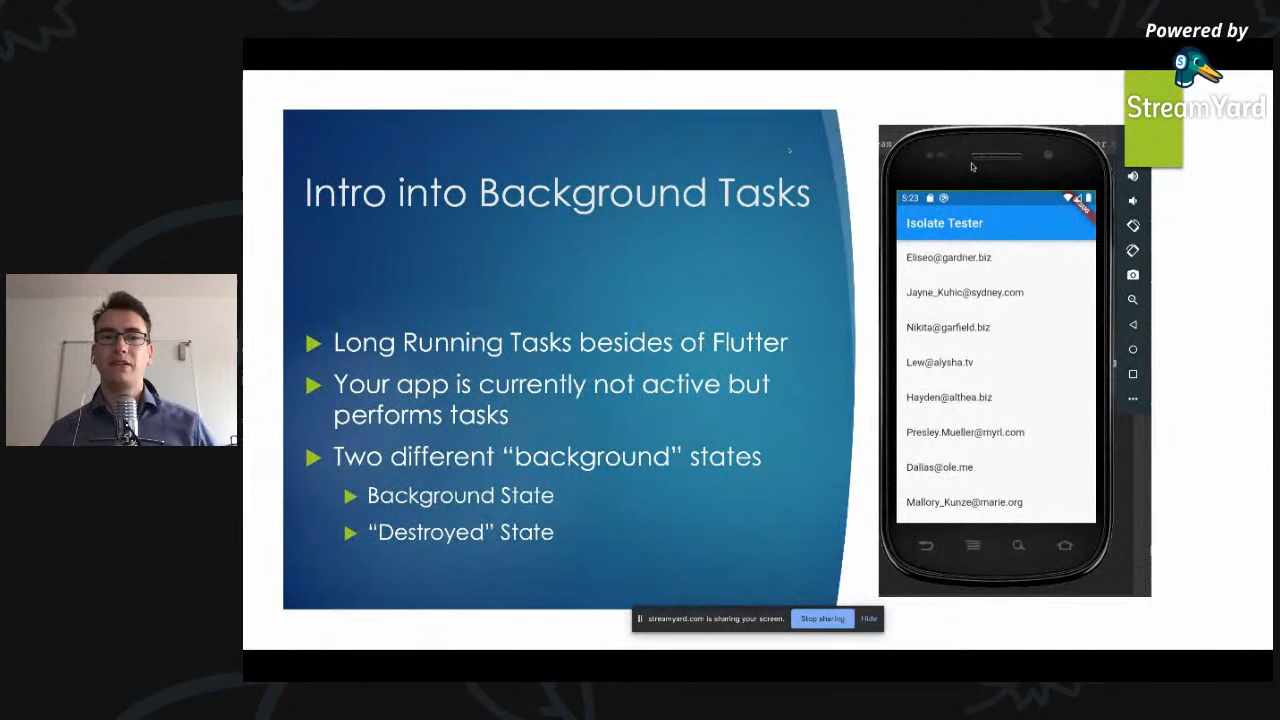 Powered by
StreamYard
Intro into Background Tasks
Long Running Tasks besides of Flutter
Your app is currently not active but
performs tasks
Two different “background” states
Background State
“Destroyed” State
5:23
Isolate Tester
Eliseo@gardner.biz
Jayne_Kuhic@sydney.com
Nikita@garfield.biz
Lew@alysha.tv
Hayden@althea.biz
Presley.Mueller@myrl.com
Dallas@ole.me
Mallory_Kunze@marie.org
streamyard.com is sharing your screen.
Stop sharing
Hide